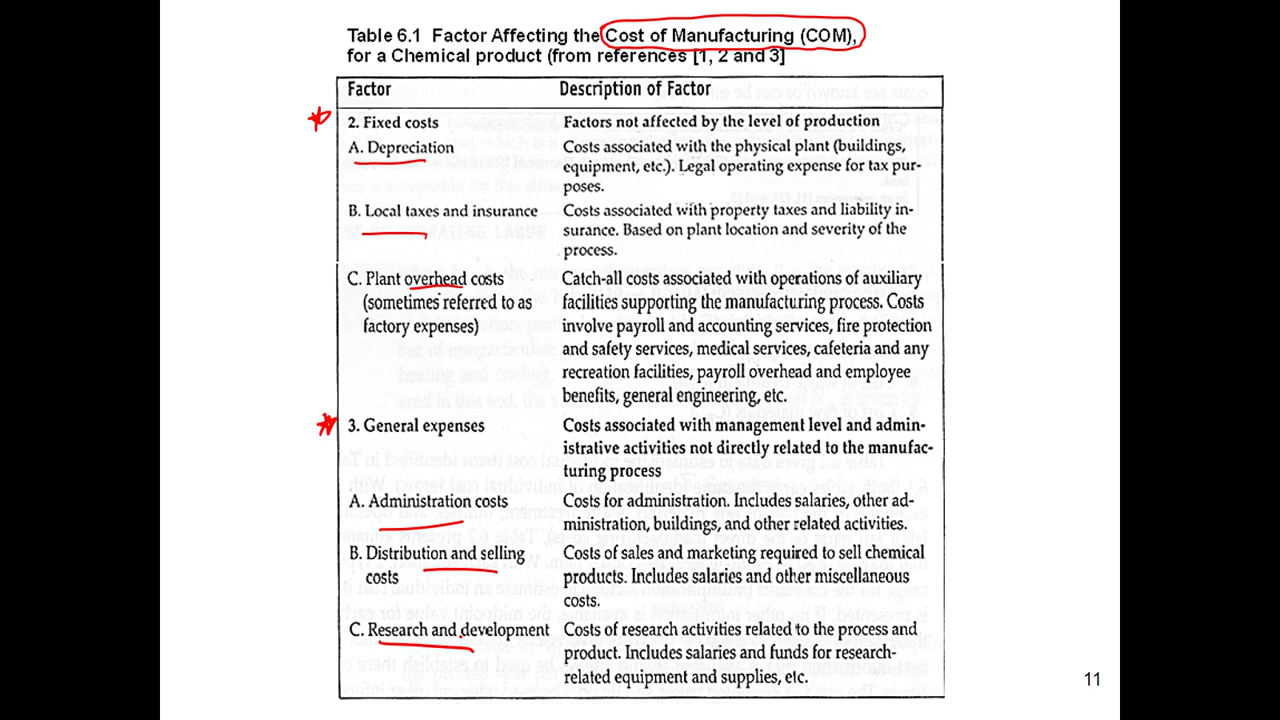 Table 6.1 Factor Affecting the Cost of Manufacturing (COM),
for a Chemical product (from references [1, 2 and 3]
Factor Description of Factor
2. Fixed costs Factors not affected by the level of production
A. Depreciation Costs associated with the physical plant (buildings,
equipment, etc.). Legal operating expense for tax pur-
poses.
B. Local taxes and insurance Costs associated with property taxes and liability in-
surance. Based on plant location and severity of the
process.
C. Plant overhead costs Catch-all costs associated with operations of auxiliary
(sometimes referred to as facilities supporting the manufacturing process. Costs
factory expenses) involve payroll and accounting services, fire protection
and safety services, medical services, cafeteria and any
recreation facilities, payroll overhead and employee
benefits, general engineering, etc.
3. General expenses Costs associated with management level and admin-
istrative activities not directly related to the manufac-
turing process
A. Administration costs Costs for administration. Includes salaries, other ad-
ministration, buildings, and other related activities.
B. Distribution and selling Costs of sales and marketing required to sell chemical
costs products. Includes salaries and other miscellaneous
costs.
C. Research and development Costs of research activities related to the process and
product. Includes salaries and funds for research-
related equipment and supplies, etc.
11